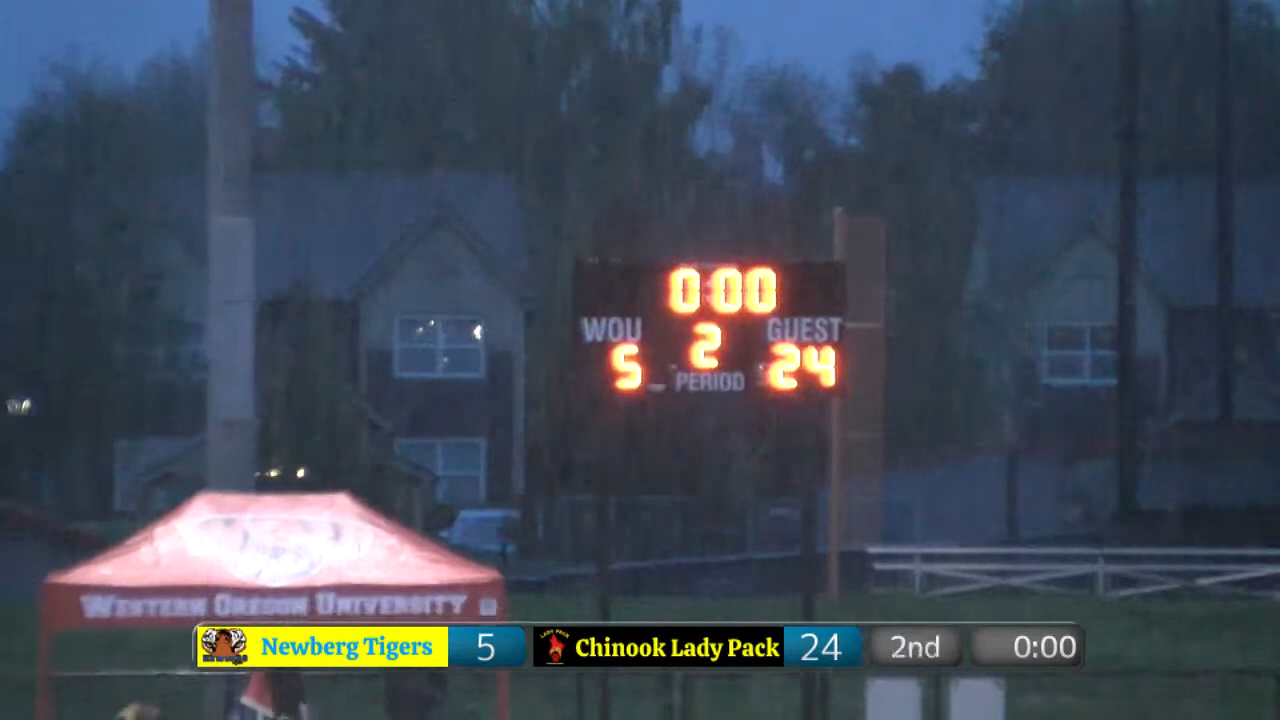 0:00
WOU 2 GUEST
5 PERIOD 24
WESTERN OREGON UNIVERSITY
Newberg Tigers 5 Chinook Lady Pack 24 2nd 0:00